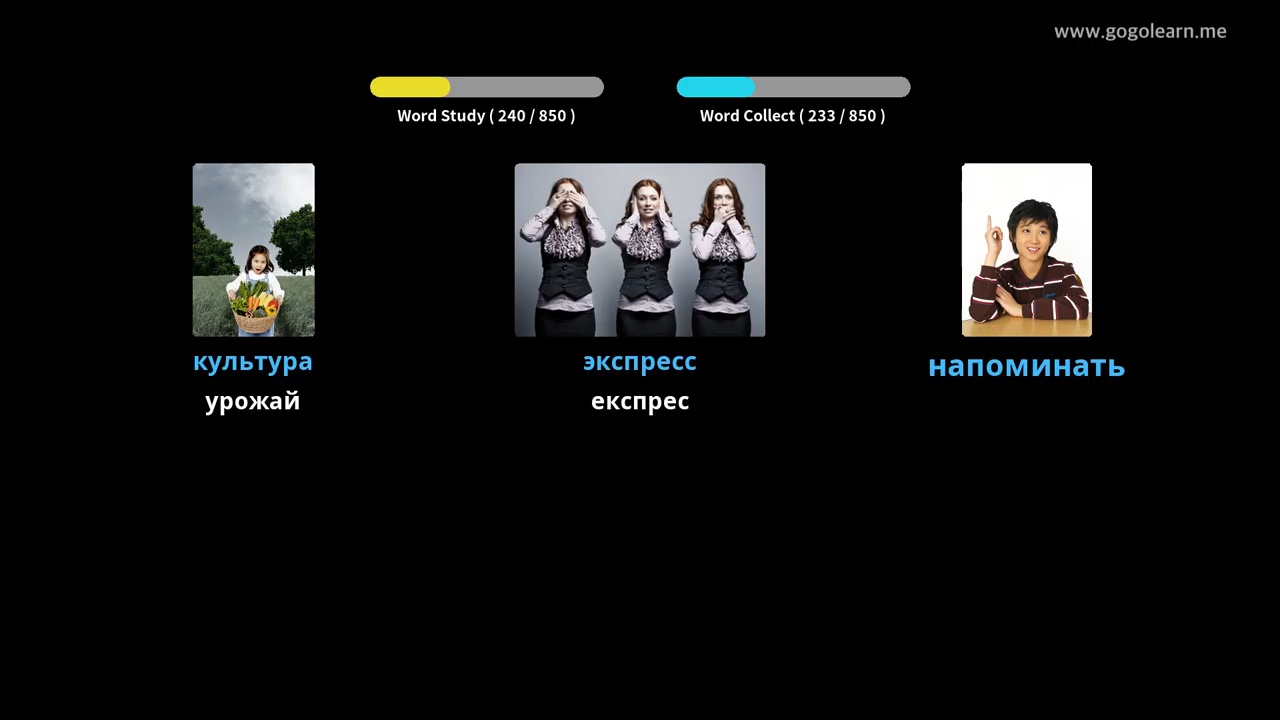 www.gogolearn.me
Word Study ( 240 / 850 )
Word Collect ( 233 / 850 )
культура
экспресс
напоминать
урожай
експрес